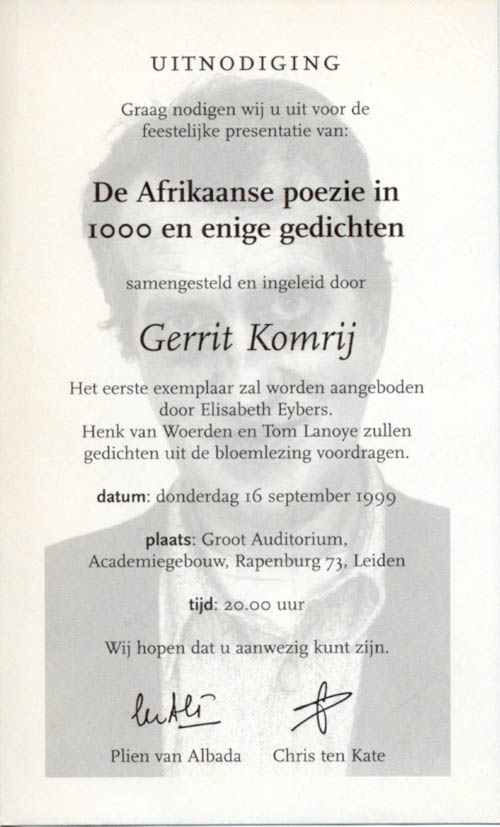 UITNODIGING
Graag nodigen wij u uit voor de
feestelijke presentatie van:
De Afrikaanse poezie in
1000 en enige gedichten
samengesteld en ingeleid door
Gerrit Komrij
Het eerste exemplaar zal worden aangeboden
door Elisabeth Eybers.
Henk van Woerden en Tom Lanoye zullen
gedichten uit de bloemlezing voordragen.
datum: donderdag 16 september 1999
plaats: Groot Auditorium,
Academiegebouw, Rapenburg 73, Leiden
tijd: 20.00 uur
Wij hopen dat u aanwezig kunt zijn.
Plien van Albada Chris ten Kate